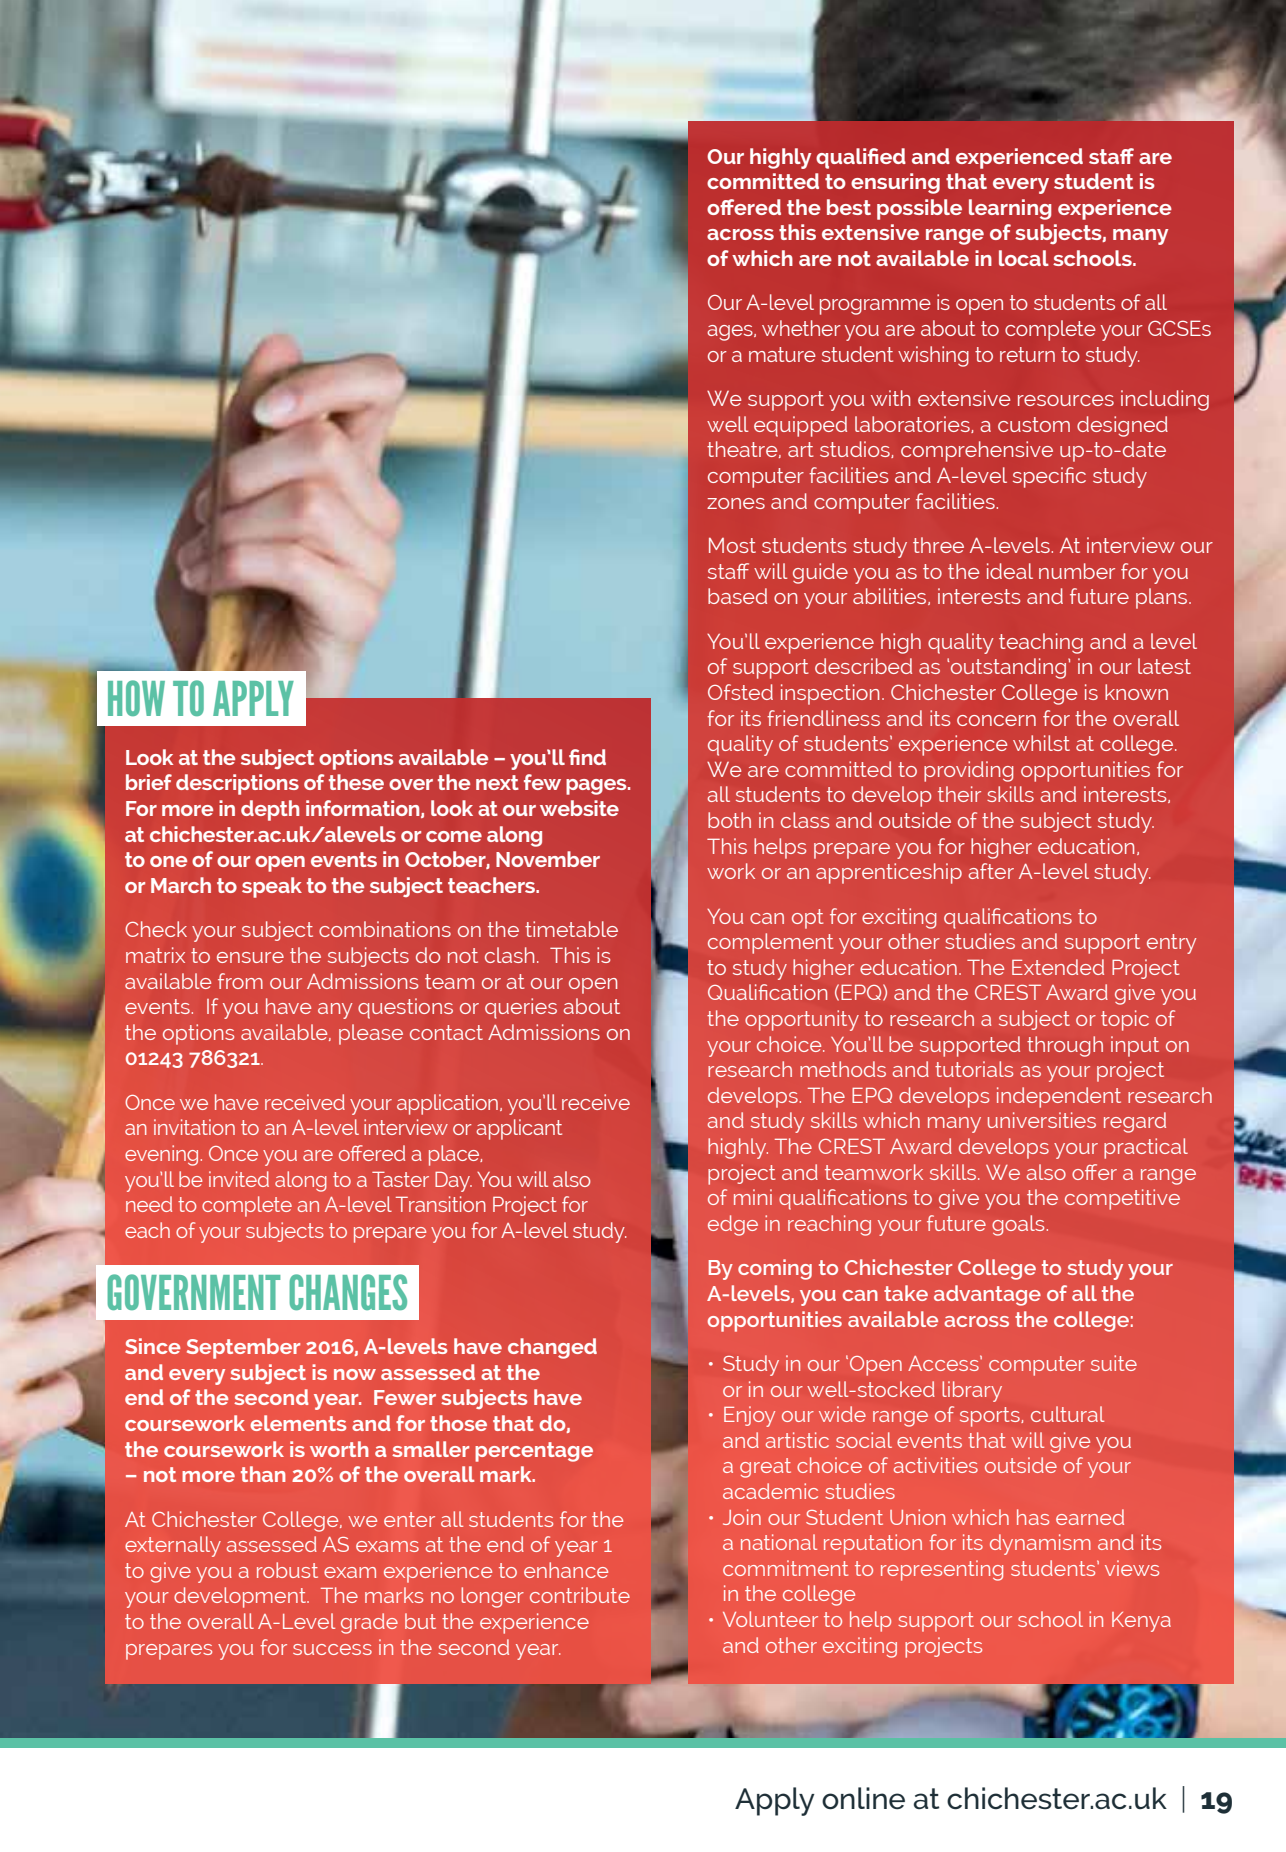 HOW TO APPLY
Look at the subject options available – you'll find
brief descriptions of these over the next few pages.
For more in depth information, look at our website
at chichester.ac.uk/alevels or come along
to one of our open events in October, November
or March to speak to the subject teachers.
Check your subject combinations on the timetable
matrix to ensure the subjects do not clash.  This is
available from our Admissions team or at our open
events.  If you have any questions or queries about
the options available, please contact Admissions on
01243 786321.
Once we have received your application, you'll receive
an invitation to an A-level interview or applicant
evening. Once you are offered a place,
you'll be invited along to a Taster Day. You will also
need to complete an A-level Transition Project for
each of your subjects to prepare you for A-level study.
GOVERNMENT CHANGES
Since September 2016, A-levels have changed
and every subject is now assessed at the
end of the second year.  Fewer subjects have
coursework elements and for those that do,
the coursework is worth a smaller percentage
– not more than 20% of the overall mark.
At Chichester College, we enter all students for the
externally assessed AS exams at the end of year 1
to give you a robust exam experience to enhance
your development.  The marks no longer contribute
to the overall A-Level grade but the experience
prepares you for success in the second year.
Our highly qualified and experienced staff are
committed to ensuring that every student is
offered the best possible learning experience
across this extensive range of subjects, many
of which are not available in local schools.
Our A-level programme is open to students of all
ages, whether you are about to complete your GCSEs
or a mature student wishing to return to study.
We support you with extensive resources including
well equipped laboratories, a custom designed
theatre, art studios, comprehensive up-to-date
computer facilities and A-level specific study
zones and computer facilities.
Most students study three A-levels. At interview our
staff will guide you as to the ideal number for you
based on your abilities, interests and future plans.
You'll experience high quality teaching and a level
of support described as 'outstanding' in our latest
Ofsted inspection. Chichester College is known
for its friendliness and its concern for the overall
quality of students' experience whilst at college.
We are committed to providing opportunities for
all students to develop their skills and interests,
both in class and outside of the subject study.
This helps prepare you for higher education,
work or an apprenticeship after A-level study.
You can opt for exciting qualifications to
complement your other studies and support entry
to study higher education. The Extended Project
Qualification (EPQ) and the CREST Award give you
the opportunity to research a subject or topic of
your choice. You'll be supported through input on
research methods and tutorials as your project
develops. The EPQ develops independent research
and study skills which many universities regard
highly. The CREST Award develops your practical
project and teamwork skills. We also offer a range
of mini qualifications to give you the competitive
edge in reaching your future goals.
By coming to Chichester College to study your
A-levels, you can take advantage of all the
opportunities available across the college:
• Study in our 'Open Access' computer suite
or in our well-stocked library
• Enjoy our wide range of sports, cultural
and artistic social events that will give you
a great choice of activities outside of your
academic studies
• Join our Student Union which has earned
a national reputation for its dynamism and its
commitment to representing students' views
in the college
• Volunteer to help support our school in Kenya
and other exciting projects
Apply online at chichester.ac.uk | 19